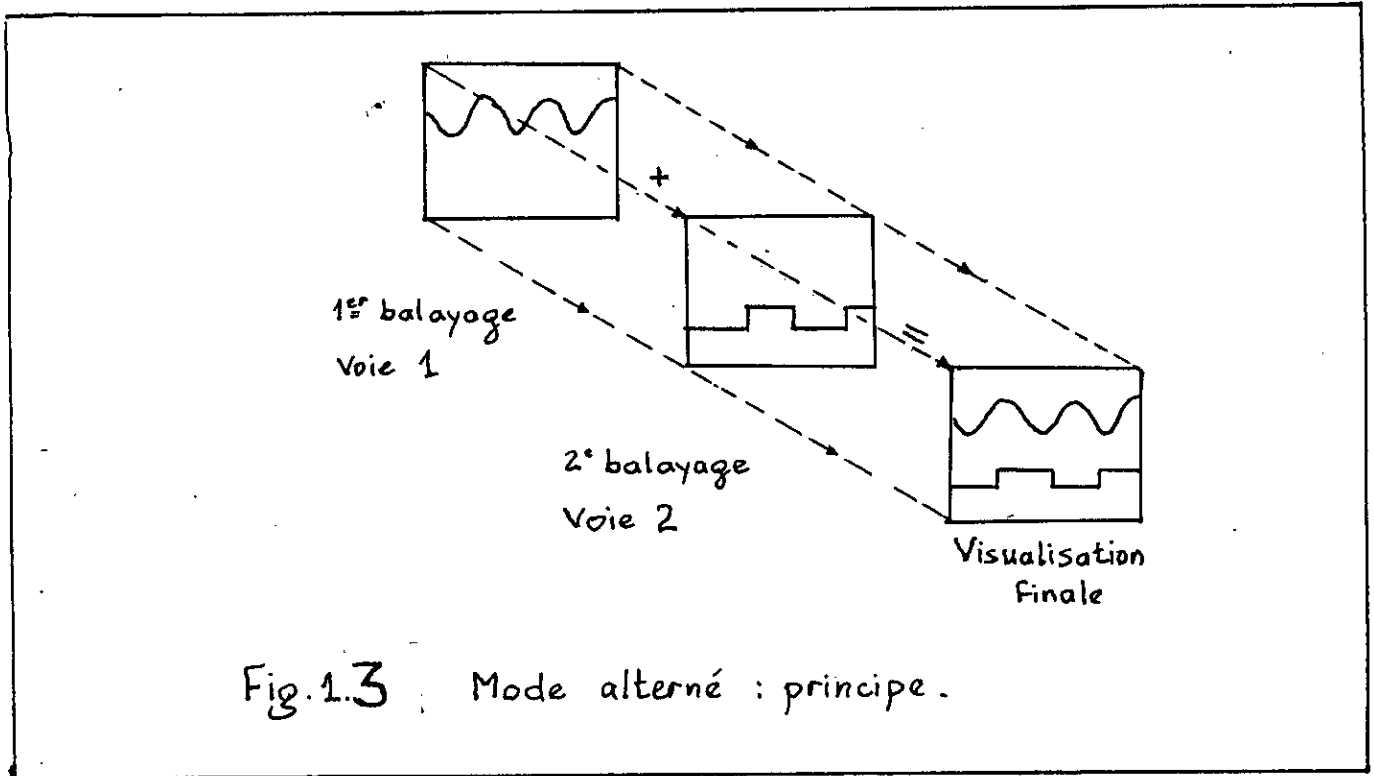 +
1er balayage
Voie 1
=
2e balayage
Voie 2
Visualisation
finale
Fig.1.3 Mode alterné : principe.